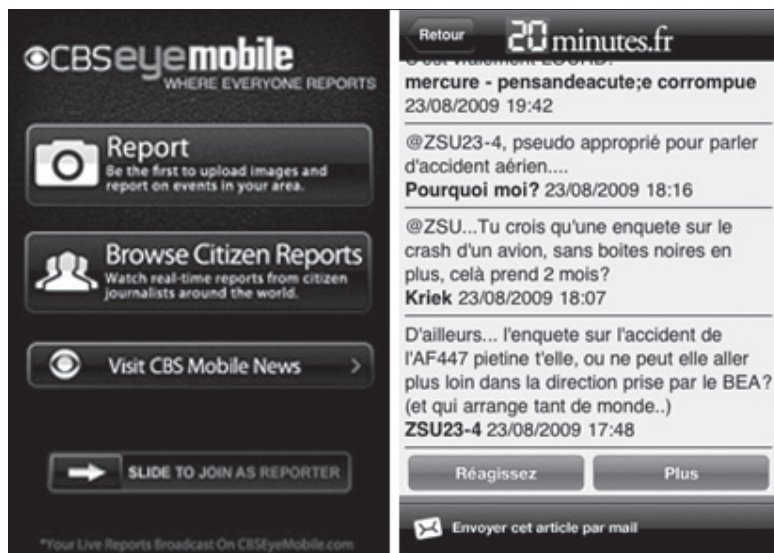 CBSeyemobile
WHERE EVERYONE REPORTS
Report
Be the first to upload images and
report on events in your area.
Browse Citizen Reports
Watch real-time reports from citizen
journalists around the world.
Visit CBS Mobile News
SLIDE TO JOIN AS REPORTER
*Your Live Reports Broadcast On CBSEyeMobile.com
Retour
20 minutes.fr
C'est vraiment LOURD!
mercure - pensandeacute;e corrompue
23/08/2009 19:42
@ZSU23-4, pseudo approprié pour parler
d'accident aérien....
Pourquoi moi? 23/08/2009 18:16
@ZSU...Tu crois qu'une enquete sur le
crash d'un avion, sans boites noires en
plus, celà prend 2 mois?
Kriek 23/08/2009 18:07
D'ailleurs... l'enquete sur l'accident de
l'AF447 pietine t'elle, ou ne peut elle aller
plus loin dans la direction prise par le BEA?
(et qui arrange tant de monde..)
ZSU23-4 23/08/2009 17:48
Réagissez
Plus
Envoyer cet article par mail